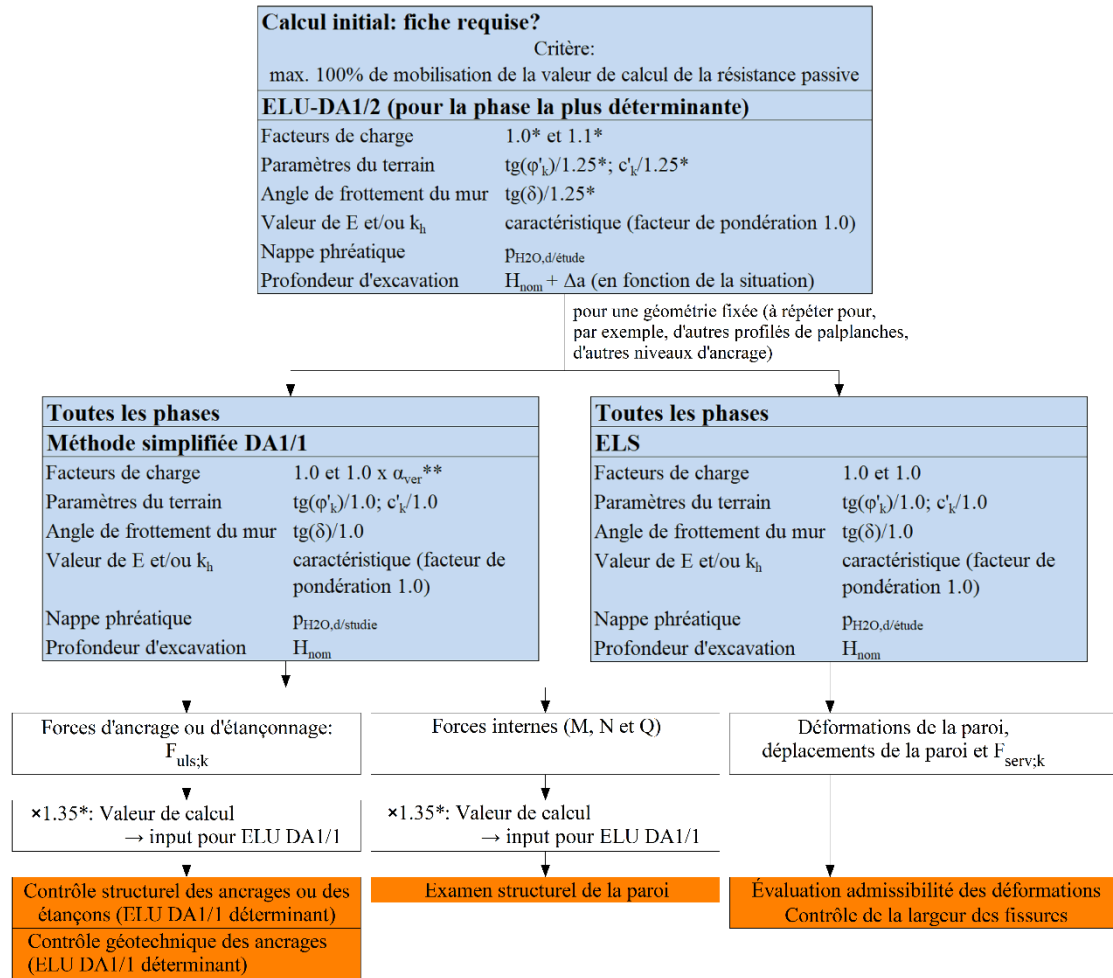 Calcul initial: fiche requise?
Critère:
max. 100% de mobilisation de la valeur de calcul de la résistance passive
ELU-DA1/2 (pour la phase la plus déterminante)
Facteurs de charge 1.0* et 1.1*
Paramètres du terrain tg(φ'k)/1.25*; c'k/1.25*
Angle de frottement du mur tg(δ)/1.25*
Valeur de E et/ou kh caractéristique (facteur de pondération 1.0)
Nappe phréatique pH2O,d/étude
Profondeur d'excavation Hnom + Δa (en fonction de la situation)
pour une géométrie fixée (à répéter pour,
par exemple, d'autres profilés de palplanches,
d'autres niveaux d'ancrage)
Toutes les phases
Méthode simplifiée DA1/1
Facteurs de charge 1.0 et 1.0 x αver**
Paramètres du terrain tg(φ'k)/1.0; c'k/1.0
Angle de frottement du mur tg(δ)/1.0
Valeur de E et/ou kh caractéristique (facteur de
pondération 1.0)
Nappe phréatique pH2O,d/studie
Profondeur d'excavation Hnom
Toutes les phases
ELS
Facteurs de charge 1.0 et 1.0
Paramètres du terrain tg(φ'k)/1.0; c'k/1.0
Angle de frottement du mur tg(δ)/1.0
Valeur de E et/ou kh caractéristique (facteur de
pondération 1.0)
Nappe phréatique pH2O,d/étude
Profondeur d'excavation Hnom
Forces d'ancrage ou d'étançonnage:
Fuls;k
×1.35*: Valeur de calcul
→ input pour ELU DA1/1
Contrôle structurel des ancrages ou des
étançons (ELU DA1/1 déterminant)
Contrôle géotechnique des ancrages
(ELU DA1/1 déterminant)
Forces internes (M, N et Q)
×1.35*: Valeur de calcul
→ input pour ELU DA1/1
Examen structurel de la paroi
Déformations de la paroi,
déplacements de la paroi et Fserv;k
Évaluation admissibilité des déformations
Contrôle de la largeur des fissures